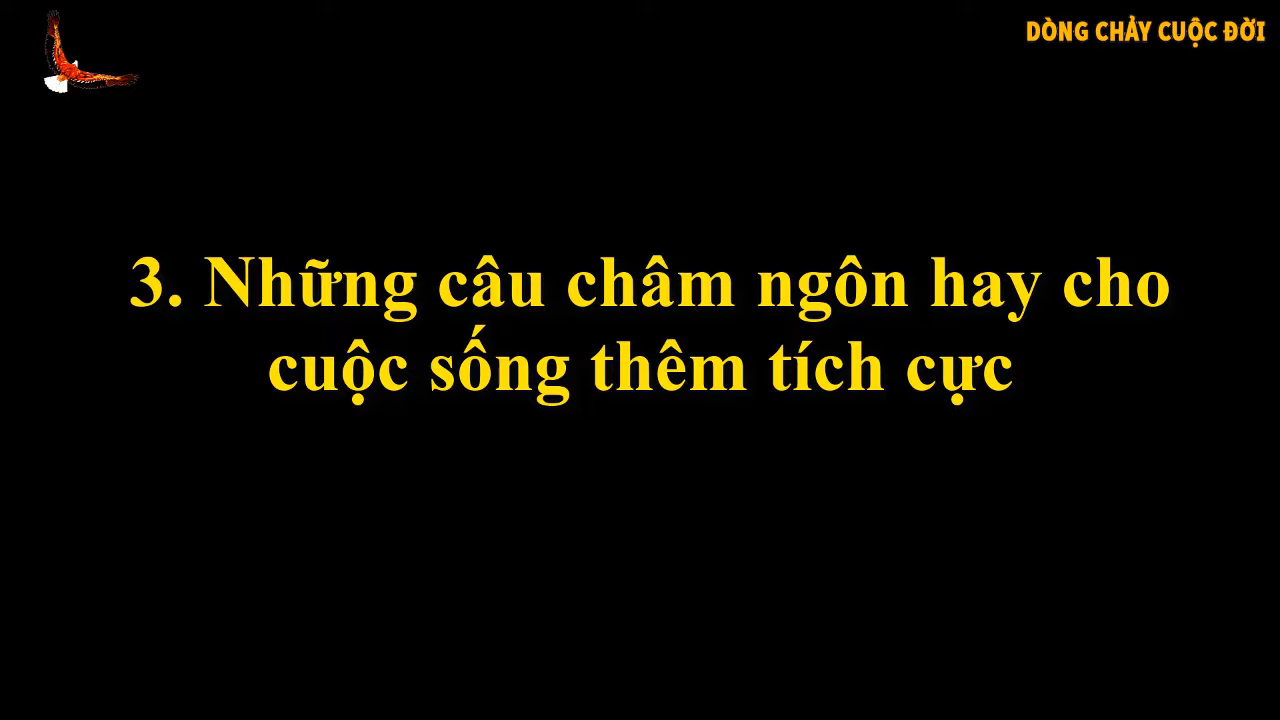 DÒNG CHẢY CUỘC ĐỜI
3. Những câu châm ngôn hay cho
cuộc sống thêm tích cực